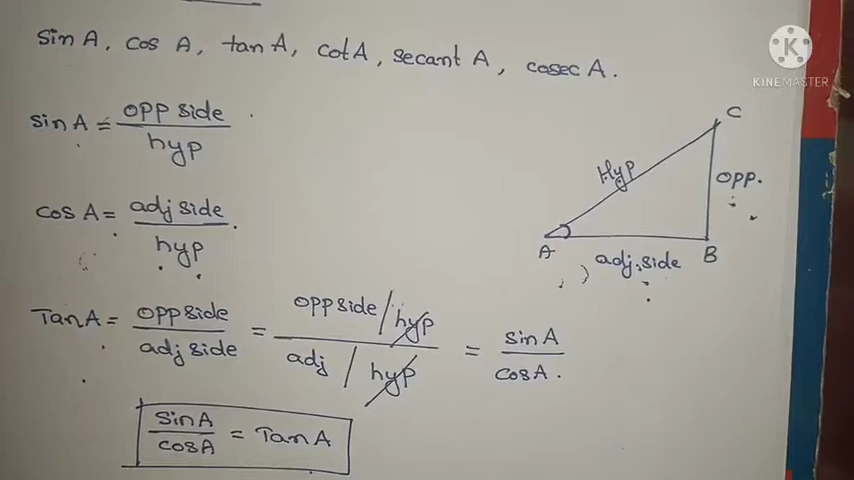 sin A, cos A, tan A, cot A, secant A, cosec A.
K
KINEMASTER
sin A = opp side / hyp
C
Hyp
opp.
A
adj. side
B
cos A = adj side / hyp
Tan A = opp side / adj side = opp side / hyp / adj / hyp = sin A / cos A.
sin A / cos A = Tan A